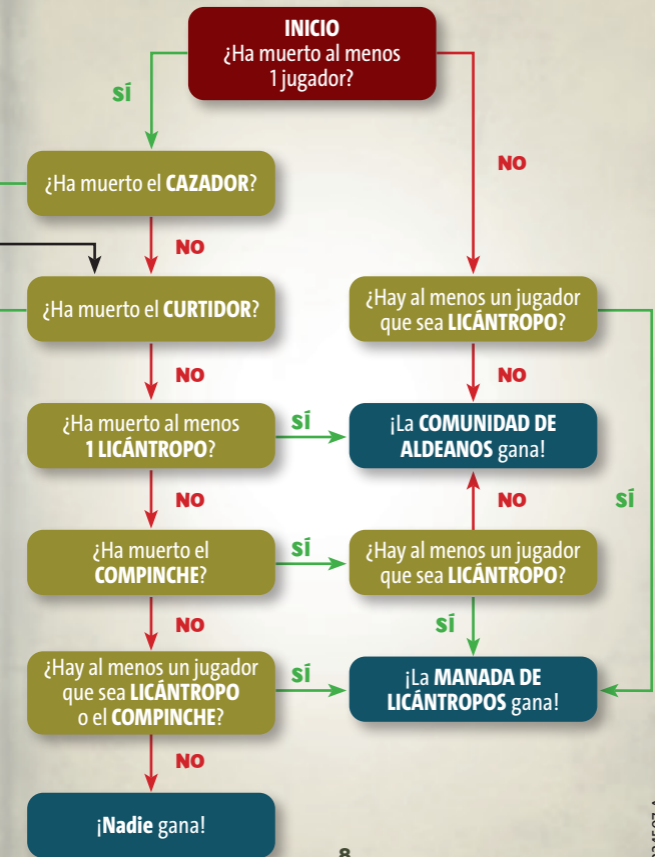 INICIO
¿Ha muerto al menos
1 jugador?
SÍ
NO
¿Ha muerto el CAZADOR?
NO
¿Ha muerto el CURTIDOR?
¿Hay al menos un jugador
que sea LICÁNTROPO?
NO
NO
¿Ha muerto al menos
1 LICÁNTROPO?
SÍ
¡La COMUNIDAD DE
ALDEANOS gana!
NO
NO
SÍ
¿Ha muerto el
COMPINCHE?
SÍ
¿Hay al menos un jugador
que sea LICÁNTROPO?
NO
SÍ
¿Hay al menos un jugador
que sea LICÁNTROPO
o el COMPINCHE?
SÍ
¡La MANADA DE
LICÁNTROPOS gana!
NO
¡Nadie gana!
8